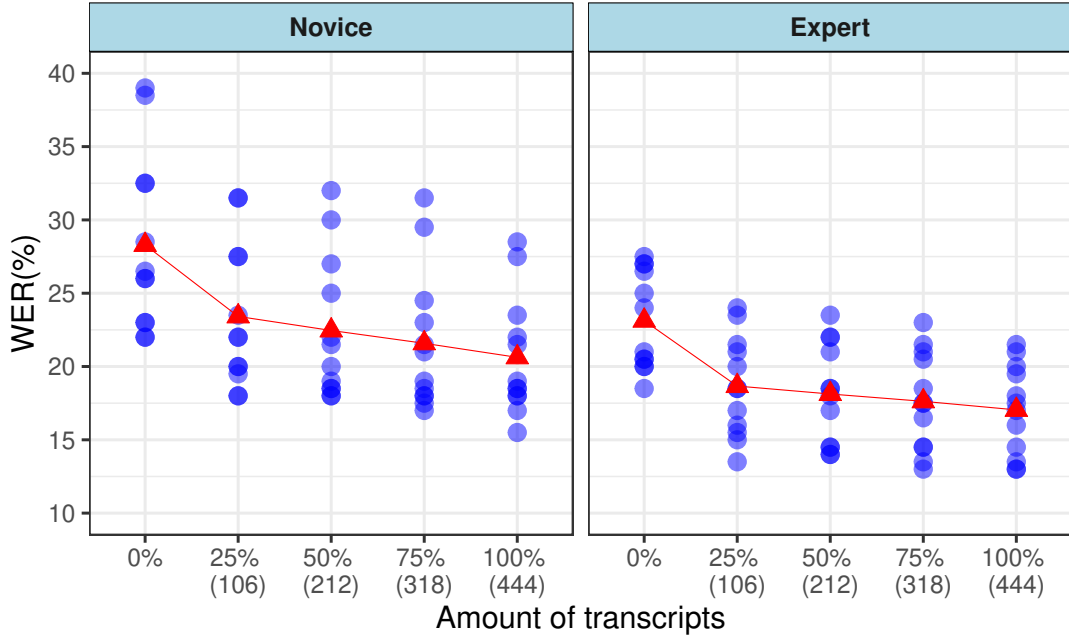 Novice
Expert
WER(%)
40
35
30
25
20
15
10
0% 25% 50% 75% 100%
(106) (212) (318) (444)
0% 25% 50% 75% 100%
(106) (212) (318) (444)
Amount of transcripts